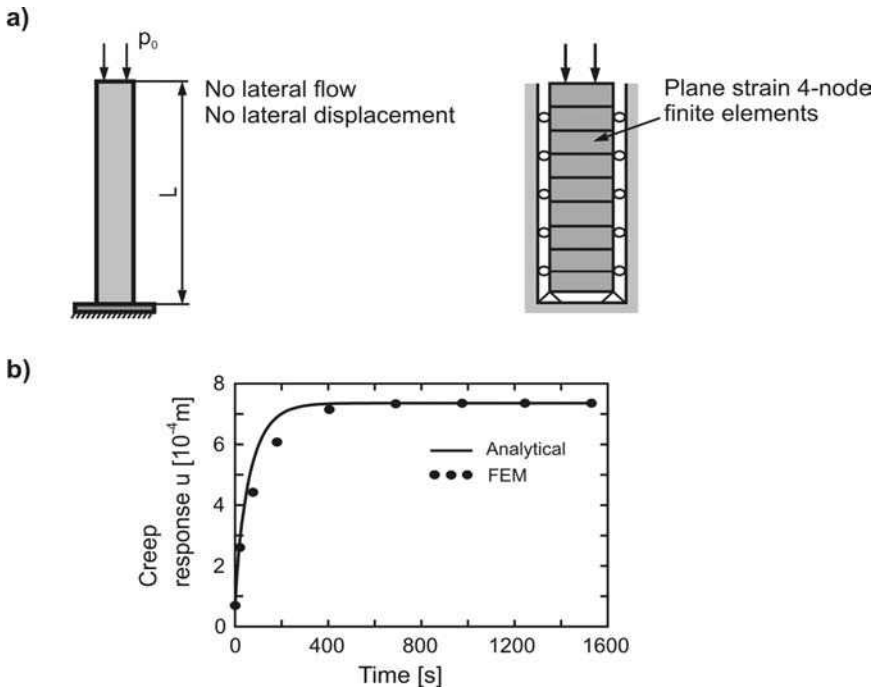 a)
p₀
No lateral flow
No lateral displacement
L
Plane strain 4-node
finite elements
b)
Creep
response u [10⁻⁴m]
8
6
4
2
0
Analytical
FEM
0 400 800 1200 1600
Time [s]